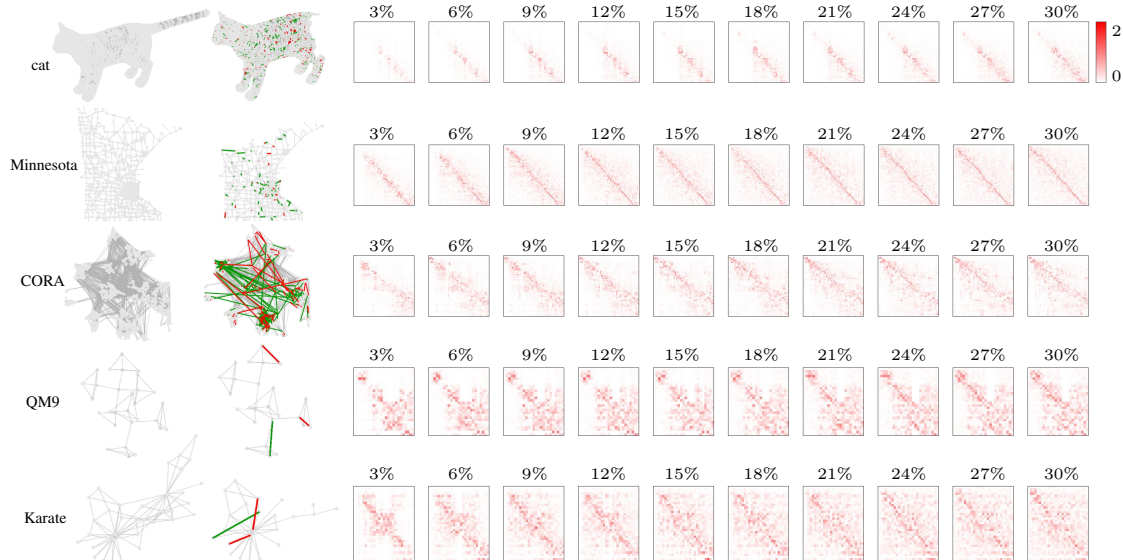 3% 6% 9% 12% 15% 18% 21% 24% 27% 30%
2
0
cat
3% 6% 9% 12% 15% 18% 21% 24% 27% 30%
Minnesota
3% 6% 9% 12% 15% 18% 21% 24% 27% 30%
CORA
3% 6% 9% 12% 15% 18% 21% 24% 27% 30%
QM9
3% 6% 9% 12% 15% 18% 21% 24% 27% 30%
Karate